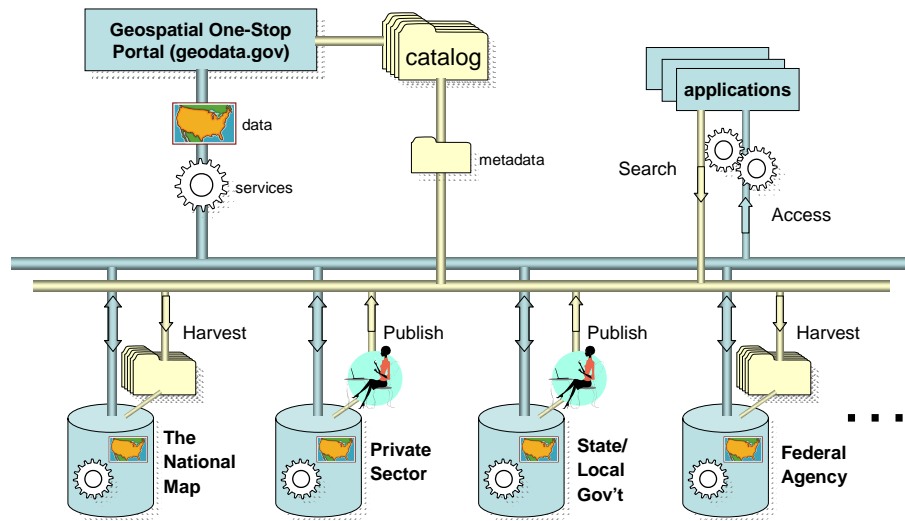 Geospatial One-Stop
Portal (geodata.gov)
catalog
applications
data
metadata
services
Search
Access
Harvest
Publish
Publish
Harvest
The
National
Map
Private
Sector
State/
Local
Gov't
Federal
Agency
...